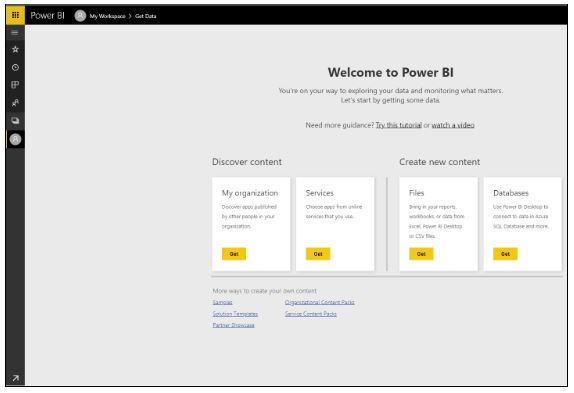 Power BI My Workspace > Get Data
Welcome to Power BI
You're on your way to exploring your data and monitoring what matters.
Let's start by getting some data.
Need more guidance? Try this tutorial or watch a video
Discover content
Create new content
My organization
Discover apps published
by other people in your
organization.
Get
Services
Choose apps from online
services that you use.
Get
Files
Bring in your reports,
workbooks, or data from
Excel, Power BI Desktop
or CSV files.
Get
Databases
Use Power BI Desktop to
connect to data in Azure
SQL Database and more.
Get
More ways to create your own content
Samples
Organizational Content Packs
Solution Templates
Service Content Packs
Partner Showcase